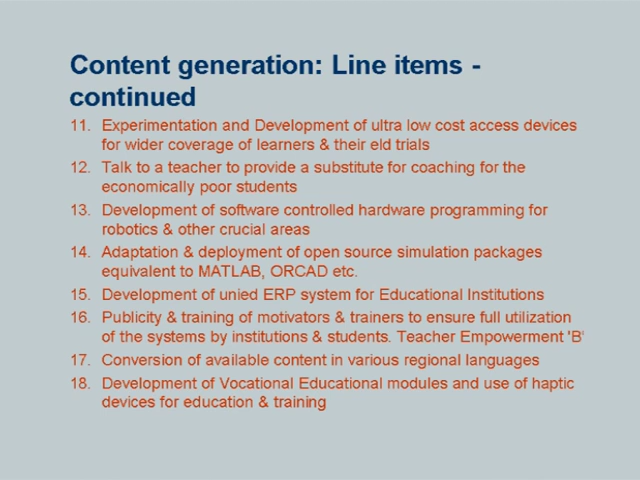 Content generation: Line items -
continued
11. Experimentation and Development of ultra low cost access devices
for wider coverage of learners & their eld trials
12. Talk to a teacher to provide a substitute for coaching for the
economically poor students
13. Development of software controlled hardware programming for
robotics & other crucial areas
14. Adaptation & deployment of open source simulation packages
equivalent to MATLAB, ORCAD etc.
15. Development of unied ERP system for Educational Institutions
16. Publicity & training of motivators & trainers to ensure full utilization
of the systems by institutions & students. Teacher Empowerment 'B'
17. Conversion of available content in various regional languages
18. Development of Vocational Educational modules and use of haptic
devices for education & training